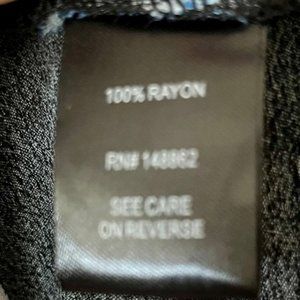 100% RAYON
RN# 148862
SEE CARE
ON REVERSE